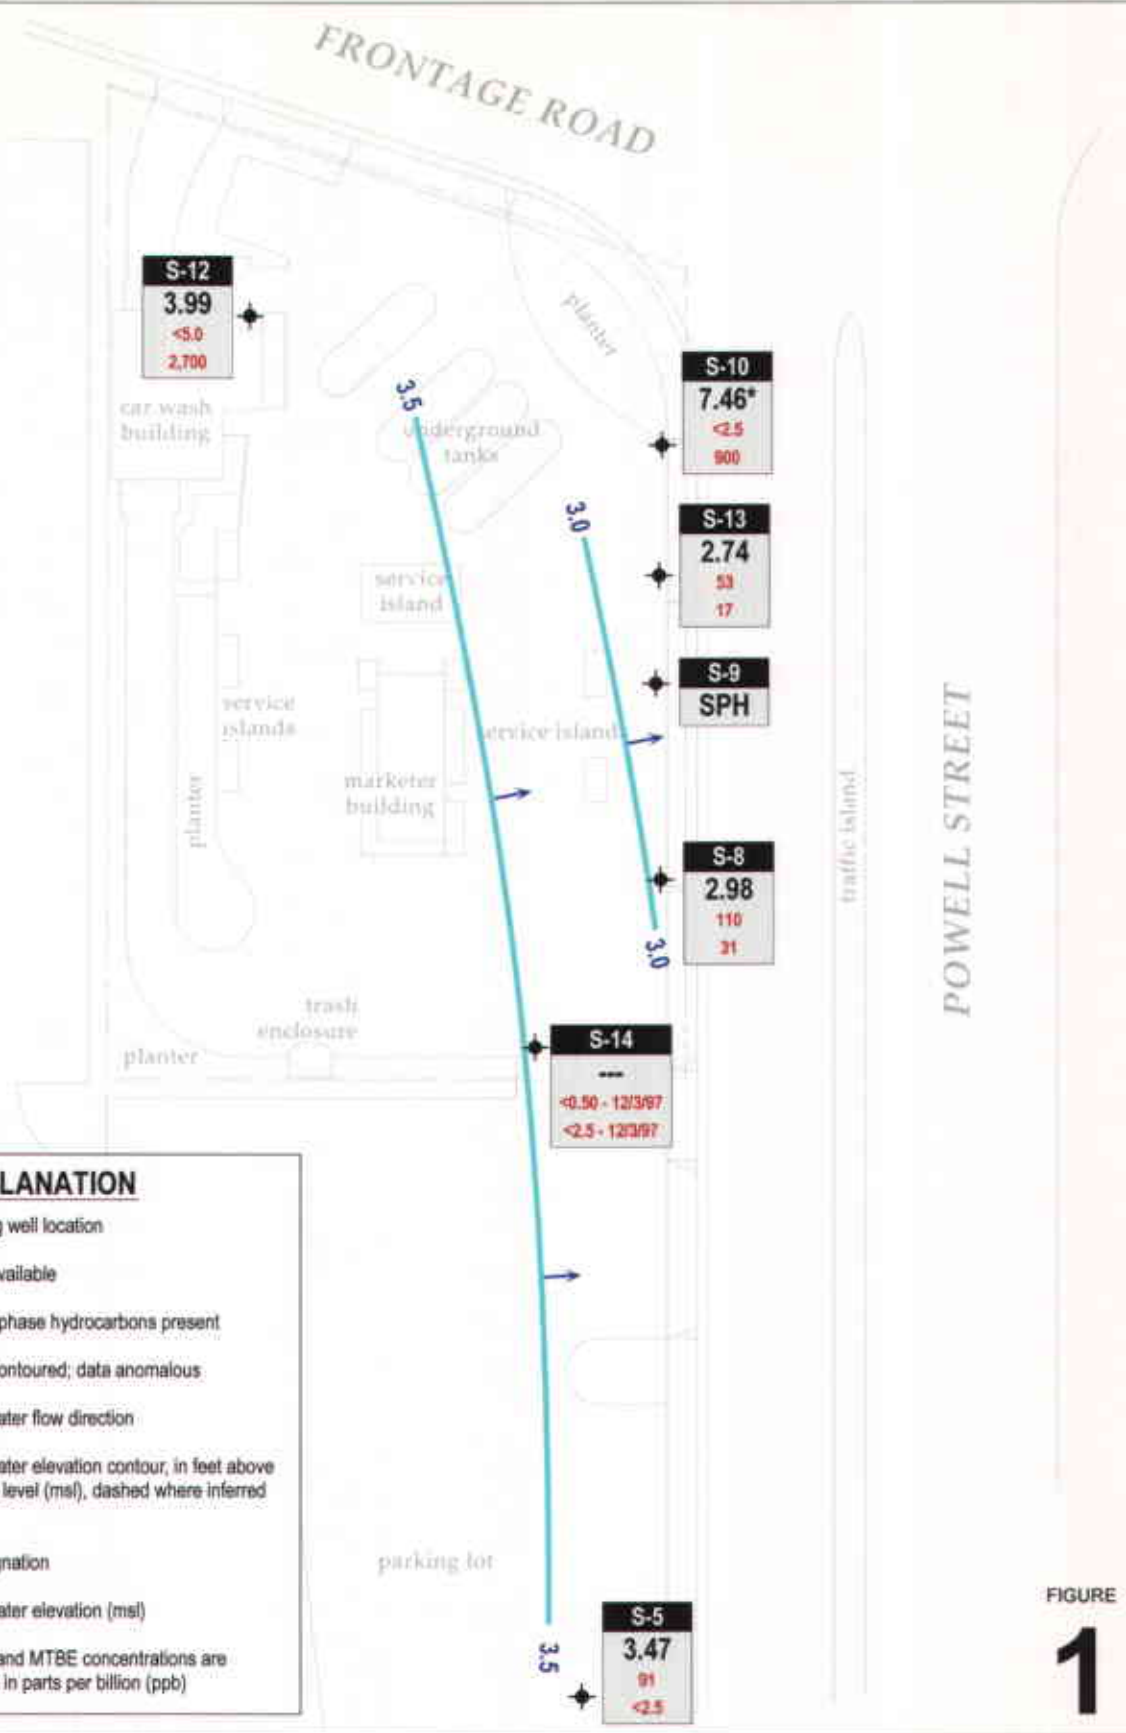 FRONTAGE ROAD
S-12
3.99
<5.0
2,700
car wash
building
planter
S-10
7.46*
<2.5
900
3.5
underground
tanks
3.0
S-13
2.74
53
17
service
island
S-9
SPH
service
islands
service islands
marketer
building
planter
traffic island
POWELL STREET
S-8
2.98
110
31
3.0
trash
enclosure
planter
S-14
---
<0.50 - 12/3/97
<2.5 - 12/3/97
LANATION
g well location
vailable
phase hydrocarbons present
ontoured; data anomalous
ater flow direction
ater elevation contour, in feet above
level (msl), dashed where inferred
gnation
ater elevation (msl)
and MTBE concentrations are
in parts per billion (ppb)
parking lot
3.5
S-5
3.47
91
<2.5
FIGURE
1